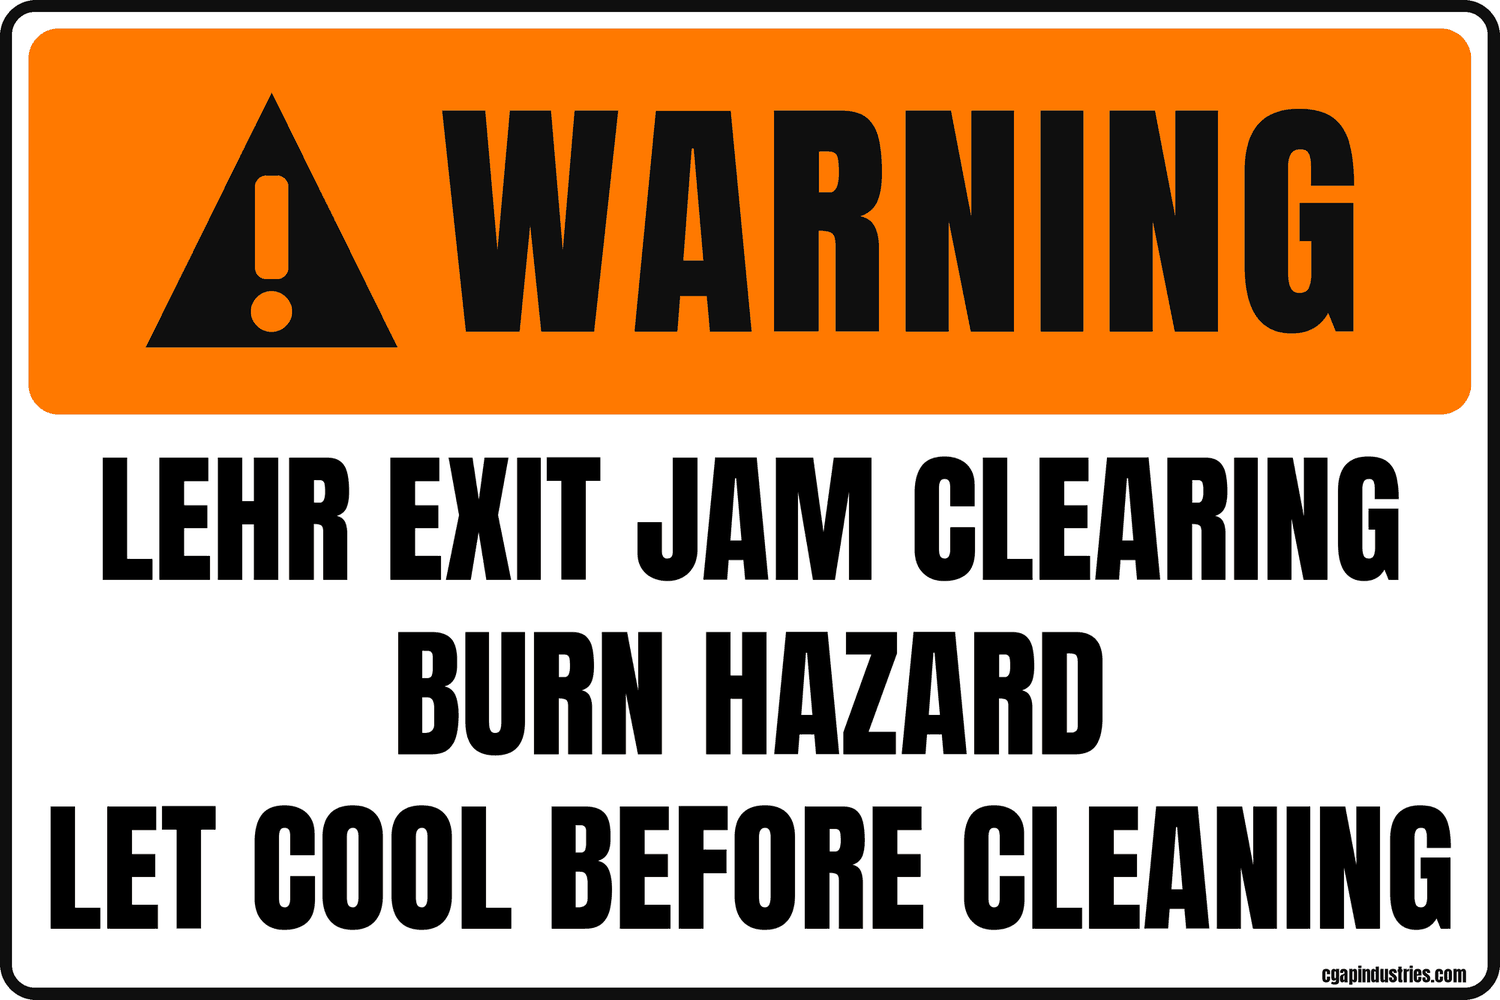 WARNING
LEHR EXIT JAM CLEARING
BURN HAZARD
LET COOL BEFORE CLEANING
cgapindustries.com